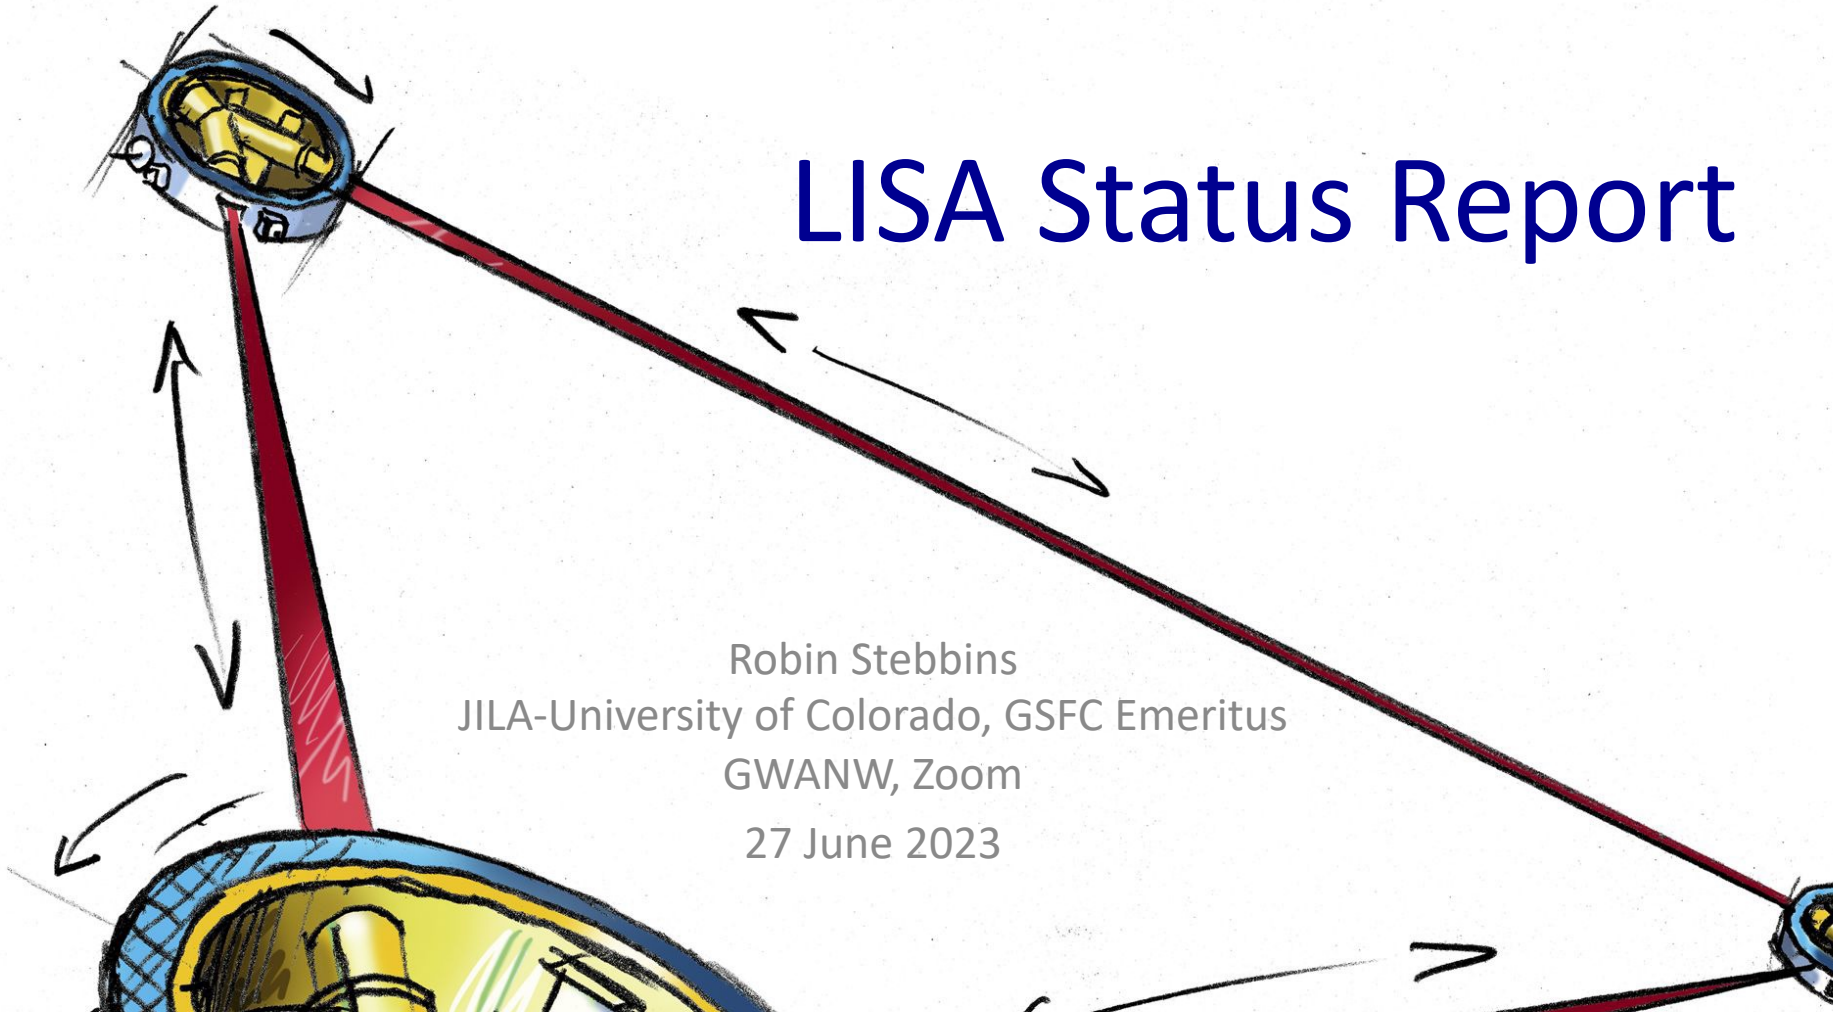 LISA Status Report
Robin Stebbins
JILA-University of Colorado, GSFC Emeritus
GWANW, Zoom
27 June 2023